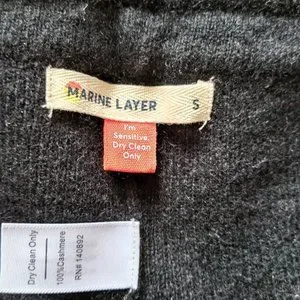 MARINE LAYER S
I'm
Sensitive.
Dry Clean
Only
Dry Clean Only
100%Cashmere
RN# 140892